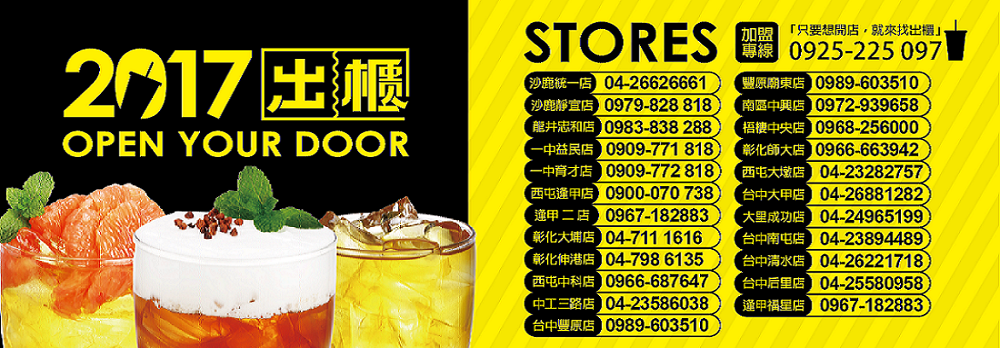 2017 出櫃
OPEN YOUR DOOR
STORES
加盟專線
「只要想開店，就來找出櫃」
0925-225 097
沙鹿統一店 04-26626661
沙鹿靜宜店 0979-828 818
龍井忠和店 0983-838 288
一中益民店 0909-771 818
一中育才店 0909-772 818
西屯逢甲店 0900-070 738
逢甲二店 0967-182883
彰化大埔店 04-711 1616
彰化伸港店 04-798 6135
西屯中科店 0966-687647
中工三路店 04-23586038
台中豐原店 0989-603510
豐原廟東店 0989-603510
南區中興店 0972-939658
梧棲中央店 0968-256000
彰化師大店 0966-663942
西屯大墩店 04-23282757
台中大甲店 04-26881282
大里成功店 04-24965199
台中南屯店 04-23894489
台中清水店 04-26221718
台中后里店 04-25580958
逢甲福星店 0967-182883